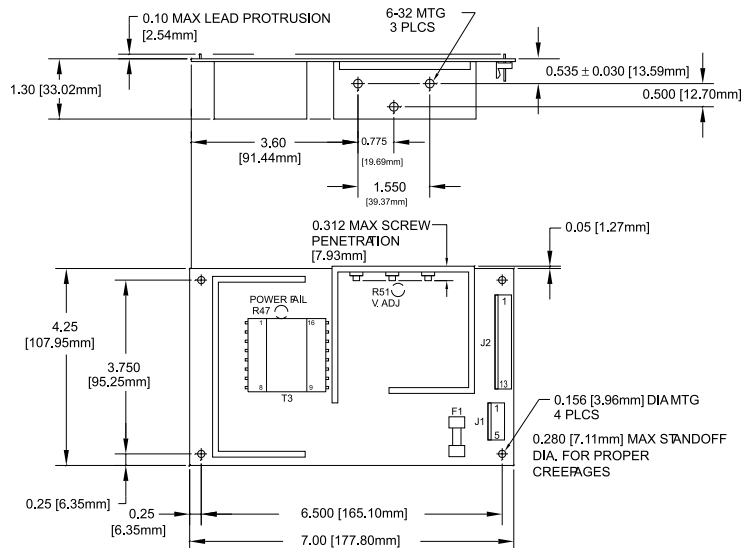 0.10 MAX LEAD PROTRUSION
[2.54mm]
6-32 MTG
3 PLCS
1.30 [33.02mm]
0.535 ± 0.030 [13.59mm]
0.500 [12.70mm]
3.60
[91.44mm]
0.775
[19.69mm]
1.550
[39.37mm]
0.312 MAX SCREW
PENETRATION
[7.93mm]
0.05 [1.27mm]
POWER FAIL
R47
R51
V. ADJ
1
16
8
9
T3
1
J2
13
4.25
[107.95mm]
3.750
[95.25mm]
F1
J1
1
5
0.156 [3.96mm] DIA MTG
4 PLCS
0.280 [7.11mm] MAX STANDOFF
DIA. FOR PROPER
CREEPAGES
0.25 [6.35mm]
0.25
[6.35mm]
6.500 [165.10mm]
7.00 [177.80mm]